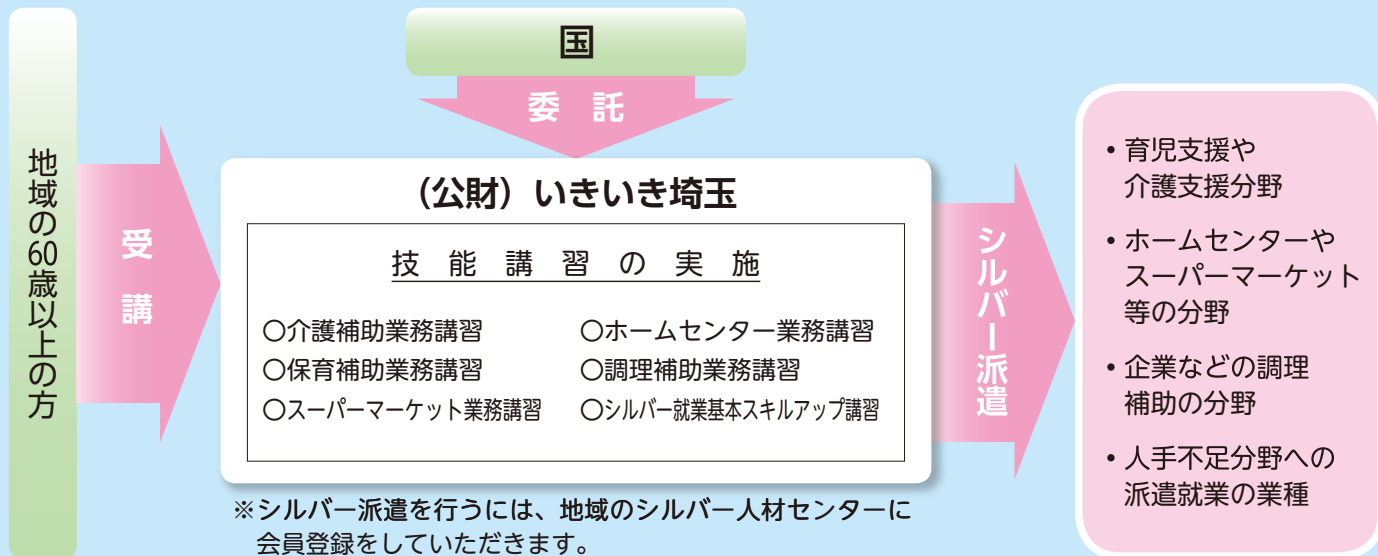 国
委 託
地域の60歳以上の方
受 講
（公財）いきいき埼玉
技 能 講 習 の 実 施
○介護補助業務講習
○ホームセンター業務講習
○保育補助業務講習
○調理補助業務講習
○スーパーマーケット業務講習
○シルバー就業基本スキルアップ講習
※シルバー派遣を行うには、地域のシルバー人材センターに
会員登録をしていただきます。
シルバー派遣
・育児支援や
介護支援分野
・ホームセンターや
スーパーマーケット
等の分野
・企業などの調理
補助の分野
・人手不足分野への
派遣就業の業種